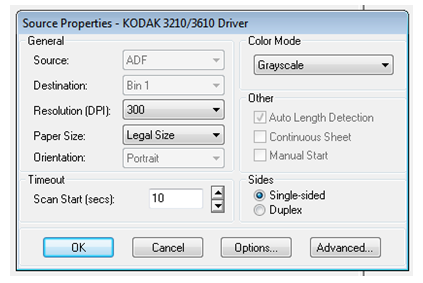 Source Properties - KODAK 3210/3610 Driver
General
Source: ADF
Destination: Bin 1
Resolution (DPI): 300
Paper Size: Legal Size
Orientation: Portrait
Timeout
Scan Start (secs): 10
Color Mode
Grayscale
Other
Auto Length Detection
Continuous Sheet
Manual Start
Sides
Single-sided
Duplex
OK Cancel Options... Advanced...